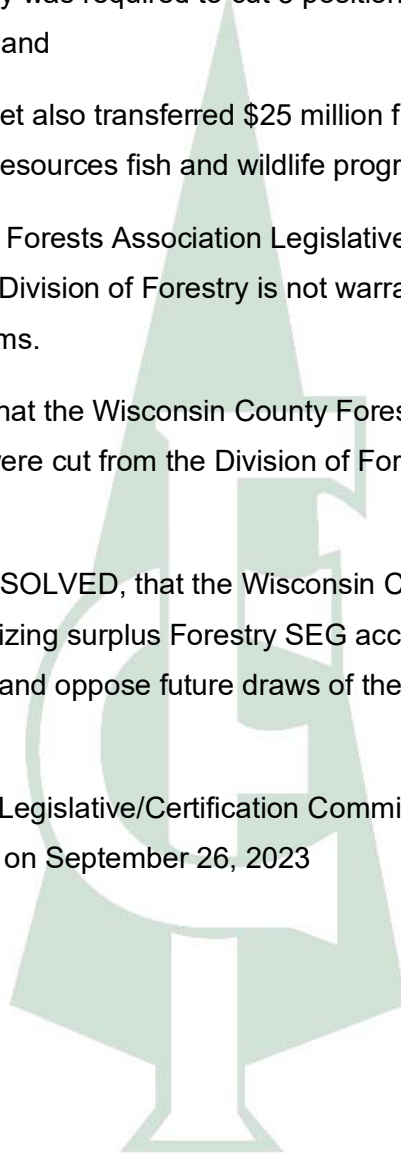 y was required to cut 5 position
and
et also transferred $25 million f
esources fish and wildlife progr
Forests Association Legislative
Division of Forestry is not warra
ms.
hat the Wisconsin County Fores
were cut from the Division of For
SOLVED, that the Wisconsin C
izing surplus Forestry SEG acc
and oppose future draws of the
Legislative/Certification Commi
on September 26, 2023